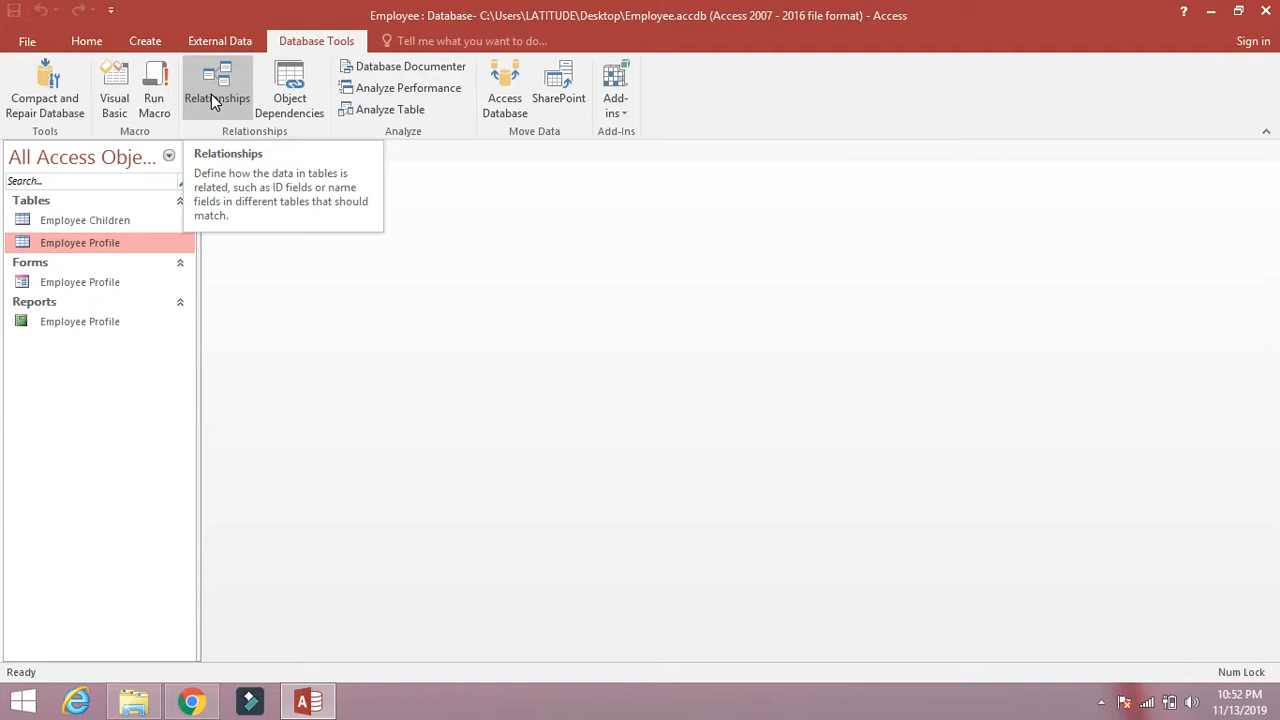 Employee : Database- C:\Users\LATITUDE\Desktop\Employee.accdb (Access 2007 - 2016 file format) - Access
File
Home
Create
External Data
Database Tools
Tell me what you want to do...
Sign in
Compact and
Repair Database
Tools
Visual
Basic
Run
Macro
Macro
Relationships
Object
Dependencies
Relationships
Database Documenter
Analyze Performance
Analyze Table
Analyze
Access
Database
SharePoint
Move Data
Add-
ins
Add-Ins
All Access Obje...
Search...
Tables
Employee Children
Employee Profile
Forms
Employee Profile
Reports
Employee Profile
Relationships
Define how the data in tables is
related, such as ID fields or name
fields in different tables that should
match.
Ready
Num Lock
10:52 PM
11/13/2019